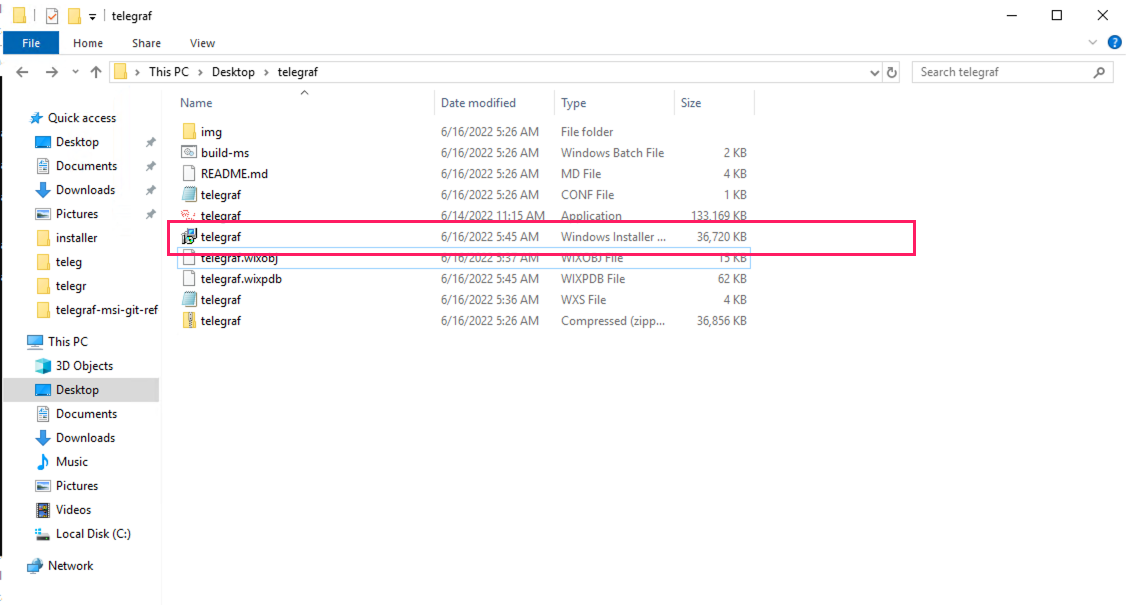 telegraf
File Home Share View
This PC Desktop telegraf
Search telegraf
Name Date modified Type Size
Quick access
Desktop
Documents
Downloads
Pictures
installer
teleg
telegr
telegraf-msi-git-ref
This PC
3D Objects
Desktop
Documents
Downloads
Music
Pictures
Videos
Local Disk (C:)
Network
img 6/16/2022 5:26 AM File folder
build-ms 6/16/2022 5:26 AM Windows Batch File 2 KB
README.md 6/16/2022 5:26 AM MD File 4 KB
telegraf 6/16/2022 5:26 AM CONF File 1 KB
telegraf 6/14/2022 11:15 AM Application 133,169 KB
telegraf 6/16/2022 5:45 AM Windows Installer ... 36,720 KB
telegraf.wixobj 6/16/2022 5:37 AM WIXOBJ File 15 KB
telegraf.wixpdb 6/16/2022 5:45 AM WIXPDB File 62 KB
telegraf 6/16/2022 5:36 AM WXS File 4 KB
telegraf 6/16/2022 5:26 AM Compressed (zipp... 36,856 KB